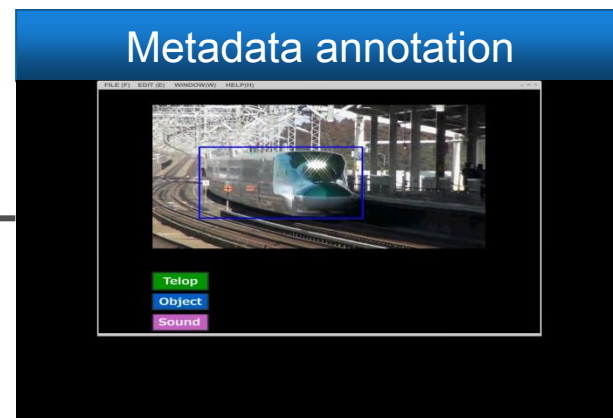 Metadata annotation
FILE (F) EDIT (E) WINDOW(W) HELP(H)
Telop
Object
Sound